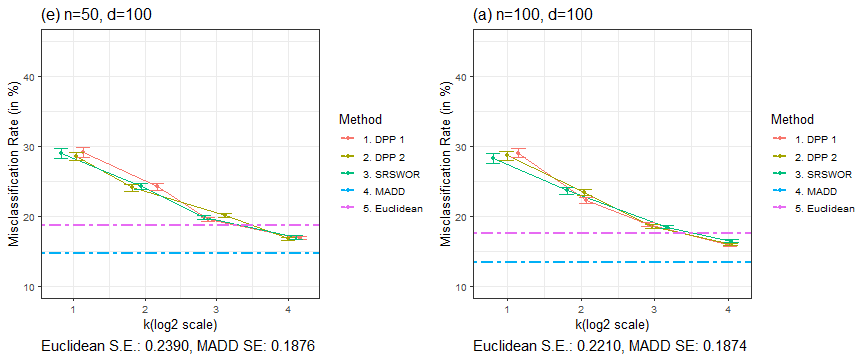 (e) n=50, d=100
Misclassification Rate (in %)
40
30
20
10
1 2 3 4
k(log2 scale)
Method
1. DPP 1
2. DPP 2
3. SRSWOR
4. MADD
5. Euclidean
Euclidean S.E.: 0.2390, MADD SE: 0.1876
(a) n=100, d=100
Misclassification Rate (in %)
40
30
20
10
1 2 3 4
k(log2 scale)
Method
1. DPP 1
2. DPP 2
3. SRSWOR
4. MADD
5. Euclidean
Euclidean S.E.: 0.2210, MADD SE: 0.1874